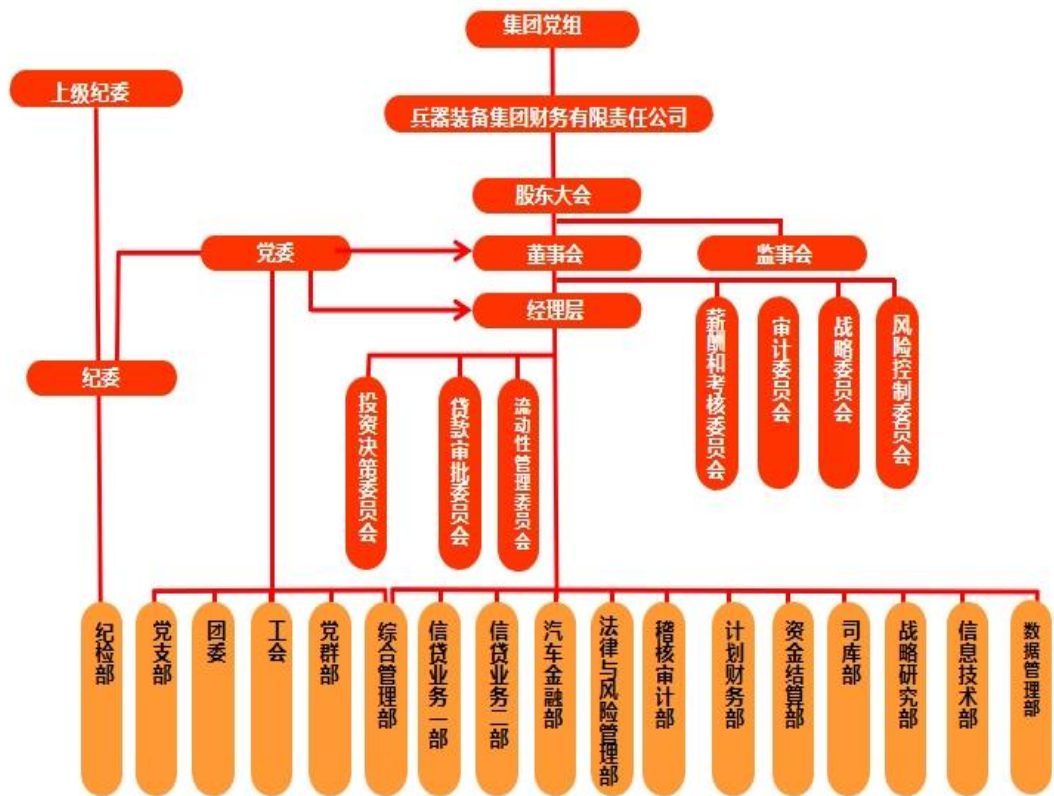 集团党组
上级纪委
兵器装备集团财务有限责任公司
股东大会
党委
董事会
监事会
经理层
纪委
薪酬和考核委员会
审计委员会
战略委员会
风险控制委员会
投资决策委员会
贷款审批委员会
流动性管理委员会
纪检部
党支部
团委
工会
党群部
综合管理部
信贷业务一部
信贷业务二部
汽车金融部
法律与风险管理部
稽核审计部
计划财务部
资金结算部
司库部
战略研究部
信息技术部
数据管理部